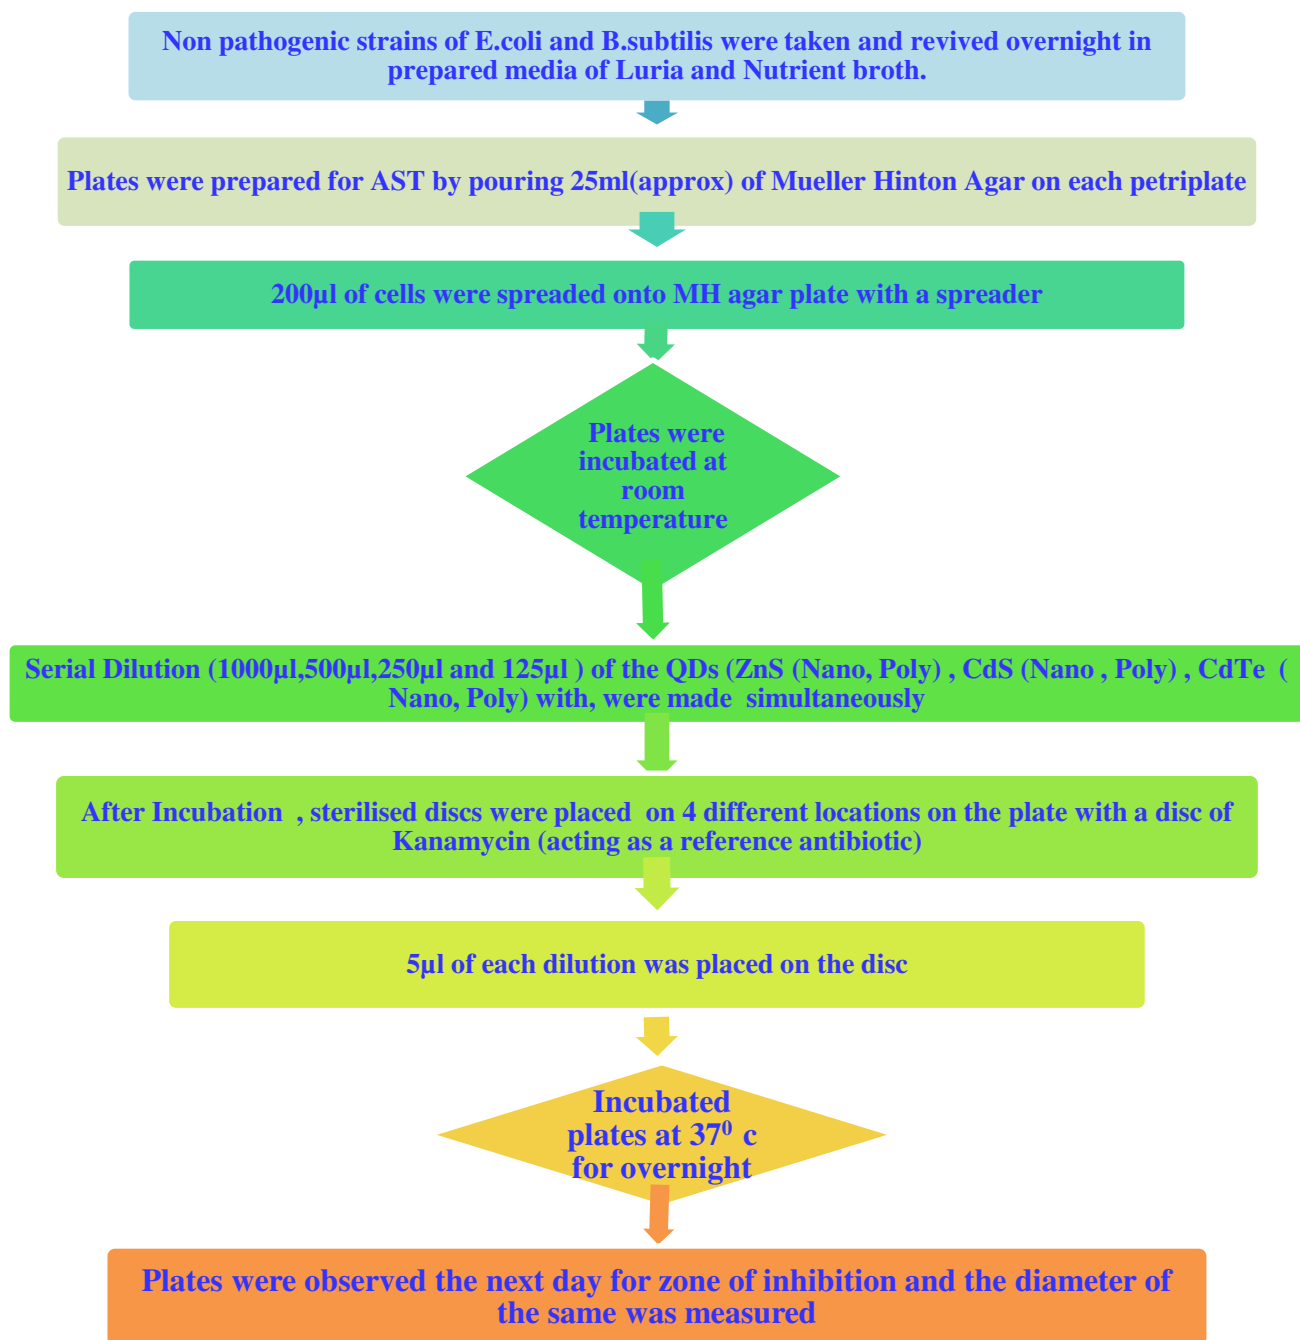 Non pathogenic strains of E.coli and B.subtilis were taken and revived overnight in
prepared media of Luria and Nutrient broth.
Plates were prepared for AST by pouring 25ml(approx) of Mueller Hinton Agar on each petriplate
200µl of cells were spreaded onto MH agar plate with a spreader
Plates were
incubated at
room
temperature
Serial Dilution (1000µl,500µl,250µl and 125µl ) of the QDs (ZnS (Nano, Poly) , CdS (Nano , Poly) , CdTe (
Nano, Poly) with, were made simultaneously
After Incubation , sterilised discs were placed on 4 different locations on the plate with a disc of
Kanamycin (acting as a reference antibiotic)
5µl of each dilution was placed on the disc
Incubated
plates at 37⁰ c
for overnight
Plates were observed the next day for zone of inhibition and the diameter of
the same was measured